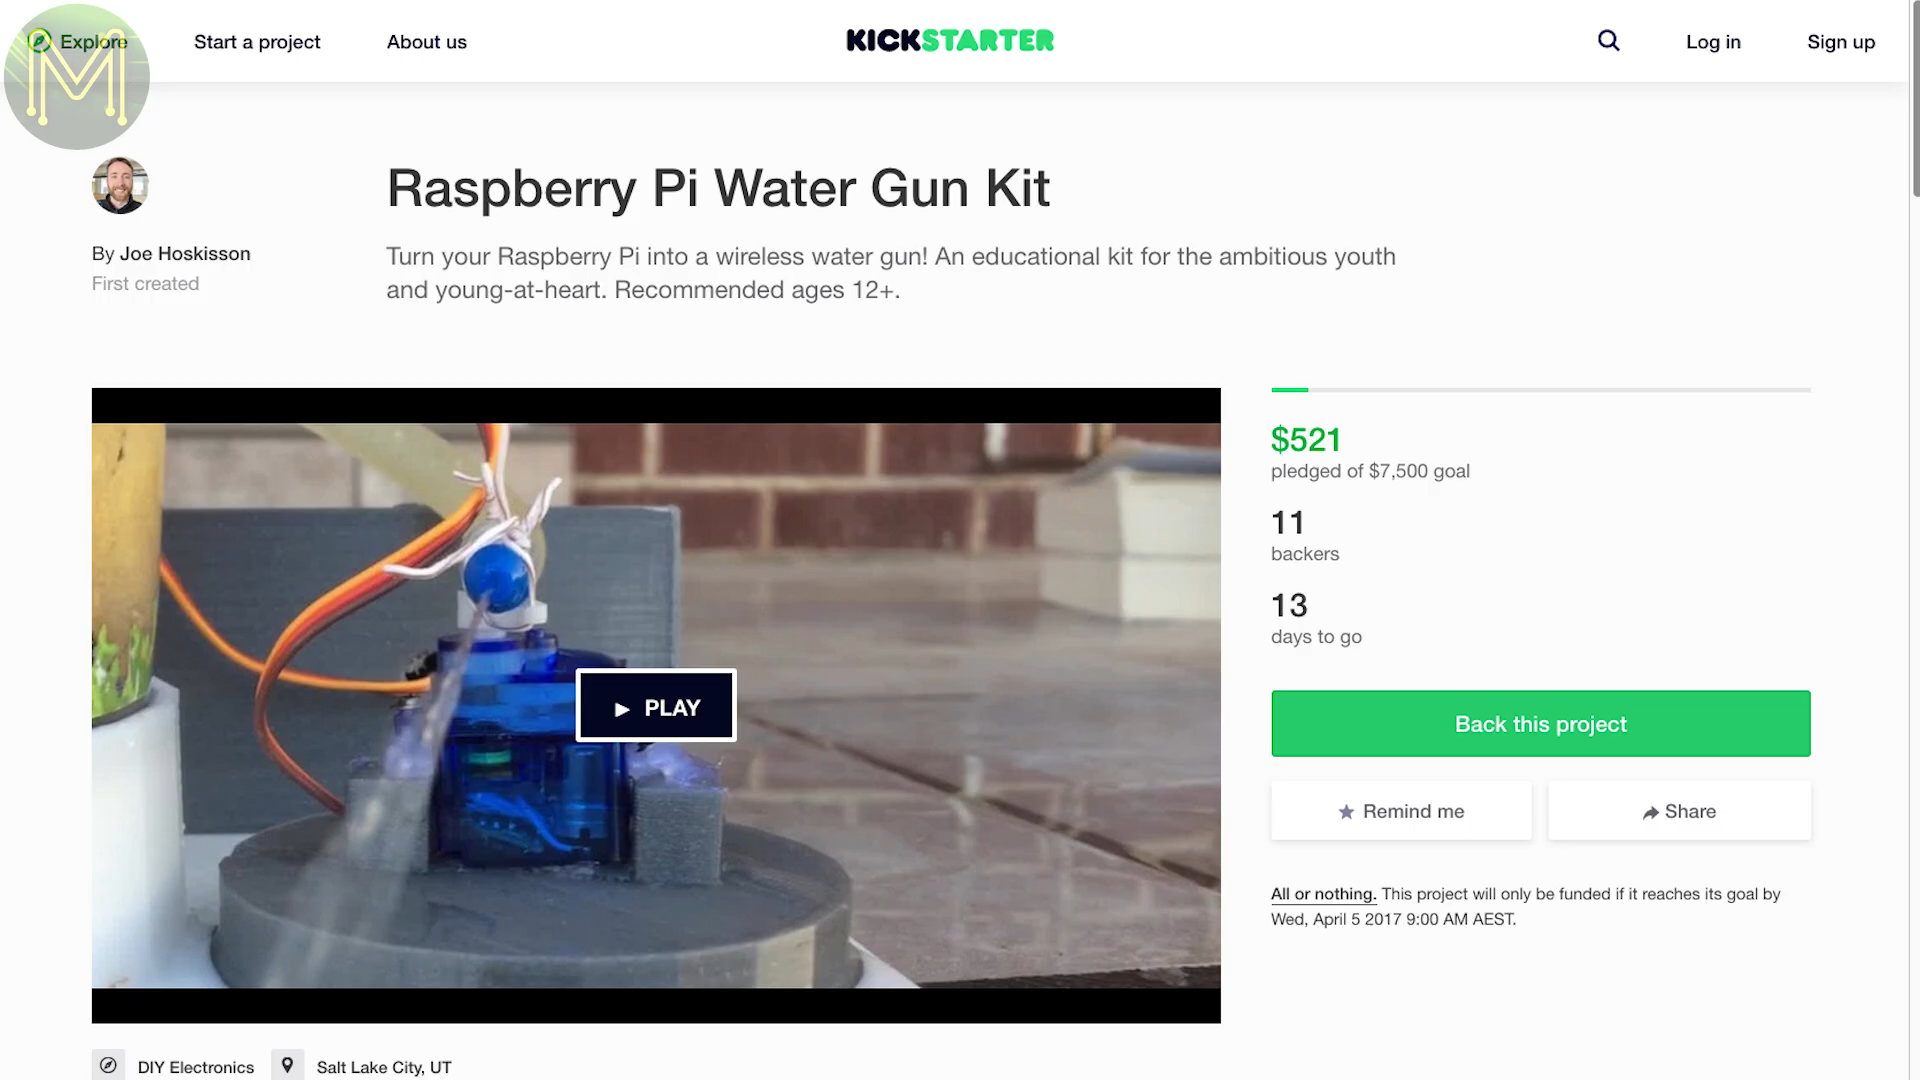 Explore
Start a project
About us
KICKSTARTER
Log in
Sign up
M
Raspberry Pi Water Gun Kit
By Joe Hoskisson
First created
Turn your Raspberry Pi into a wireless water gun! An educational kit for the ambitious youth
and young-at-heart. Recommended ages 12+.
PLAY
$521
pledged of $7,500 goal
11
backers
13
days to go
Back this project
Remind me
Share
All or nothing. This project will only be funded if it reaches its goal by
Wed, April 5 2017 9:00 AM AEST.
DIY Electronics
Salt Lake City, UT